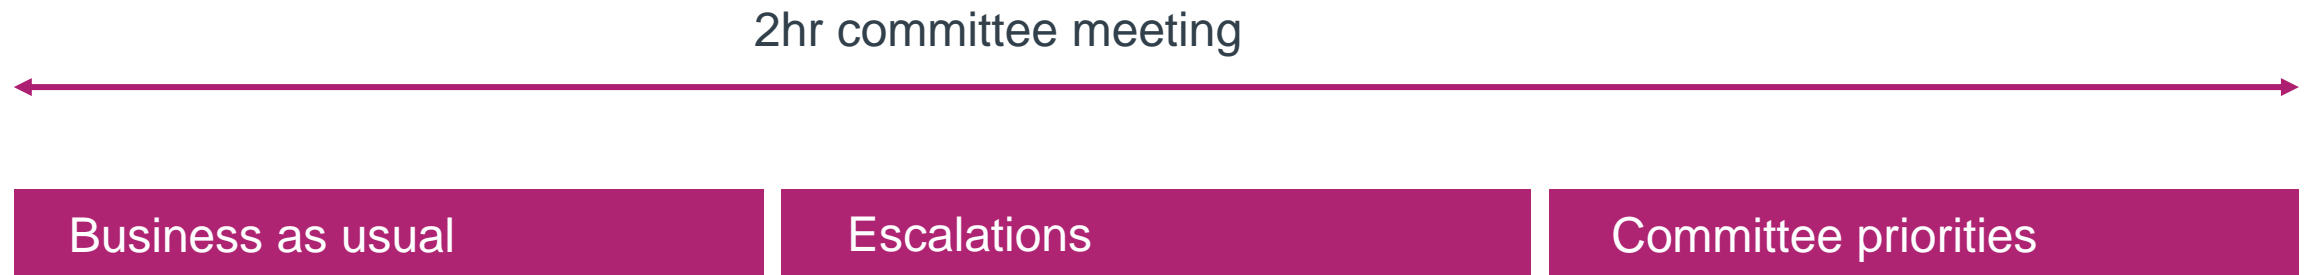 2hr committee meeting
Business as usual
Escalations
Committee priorities